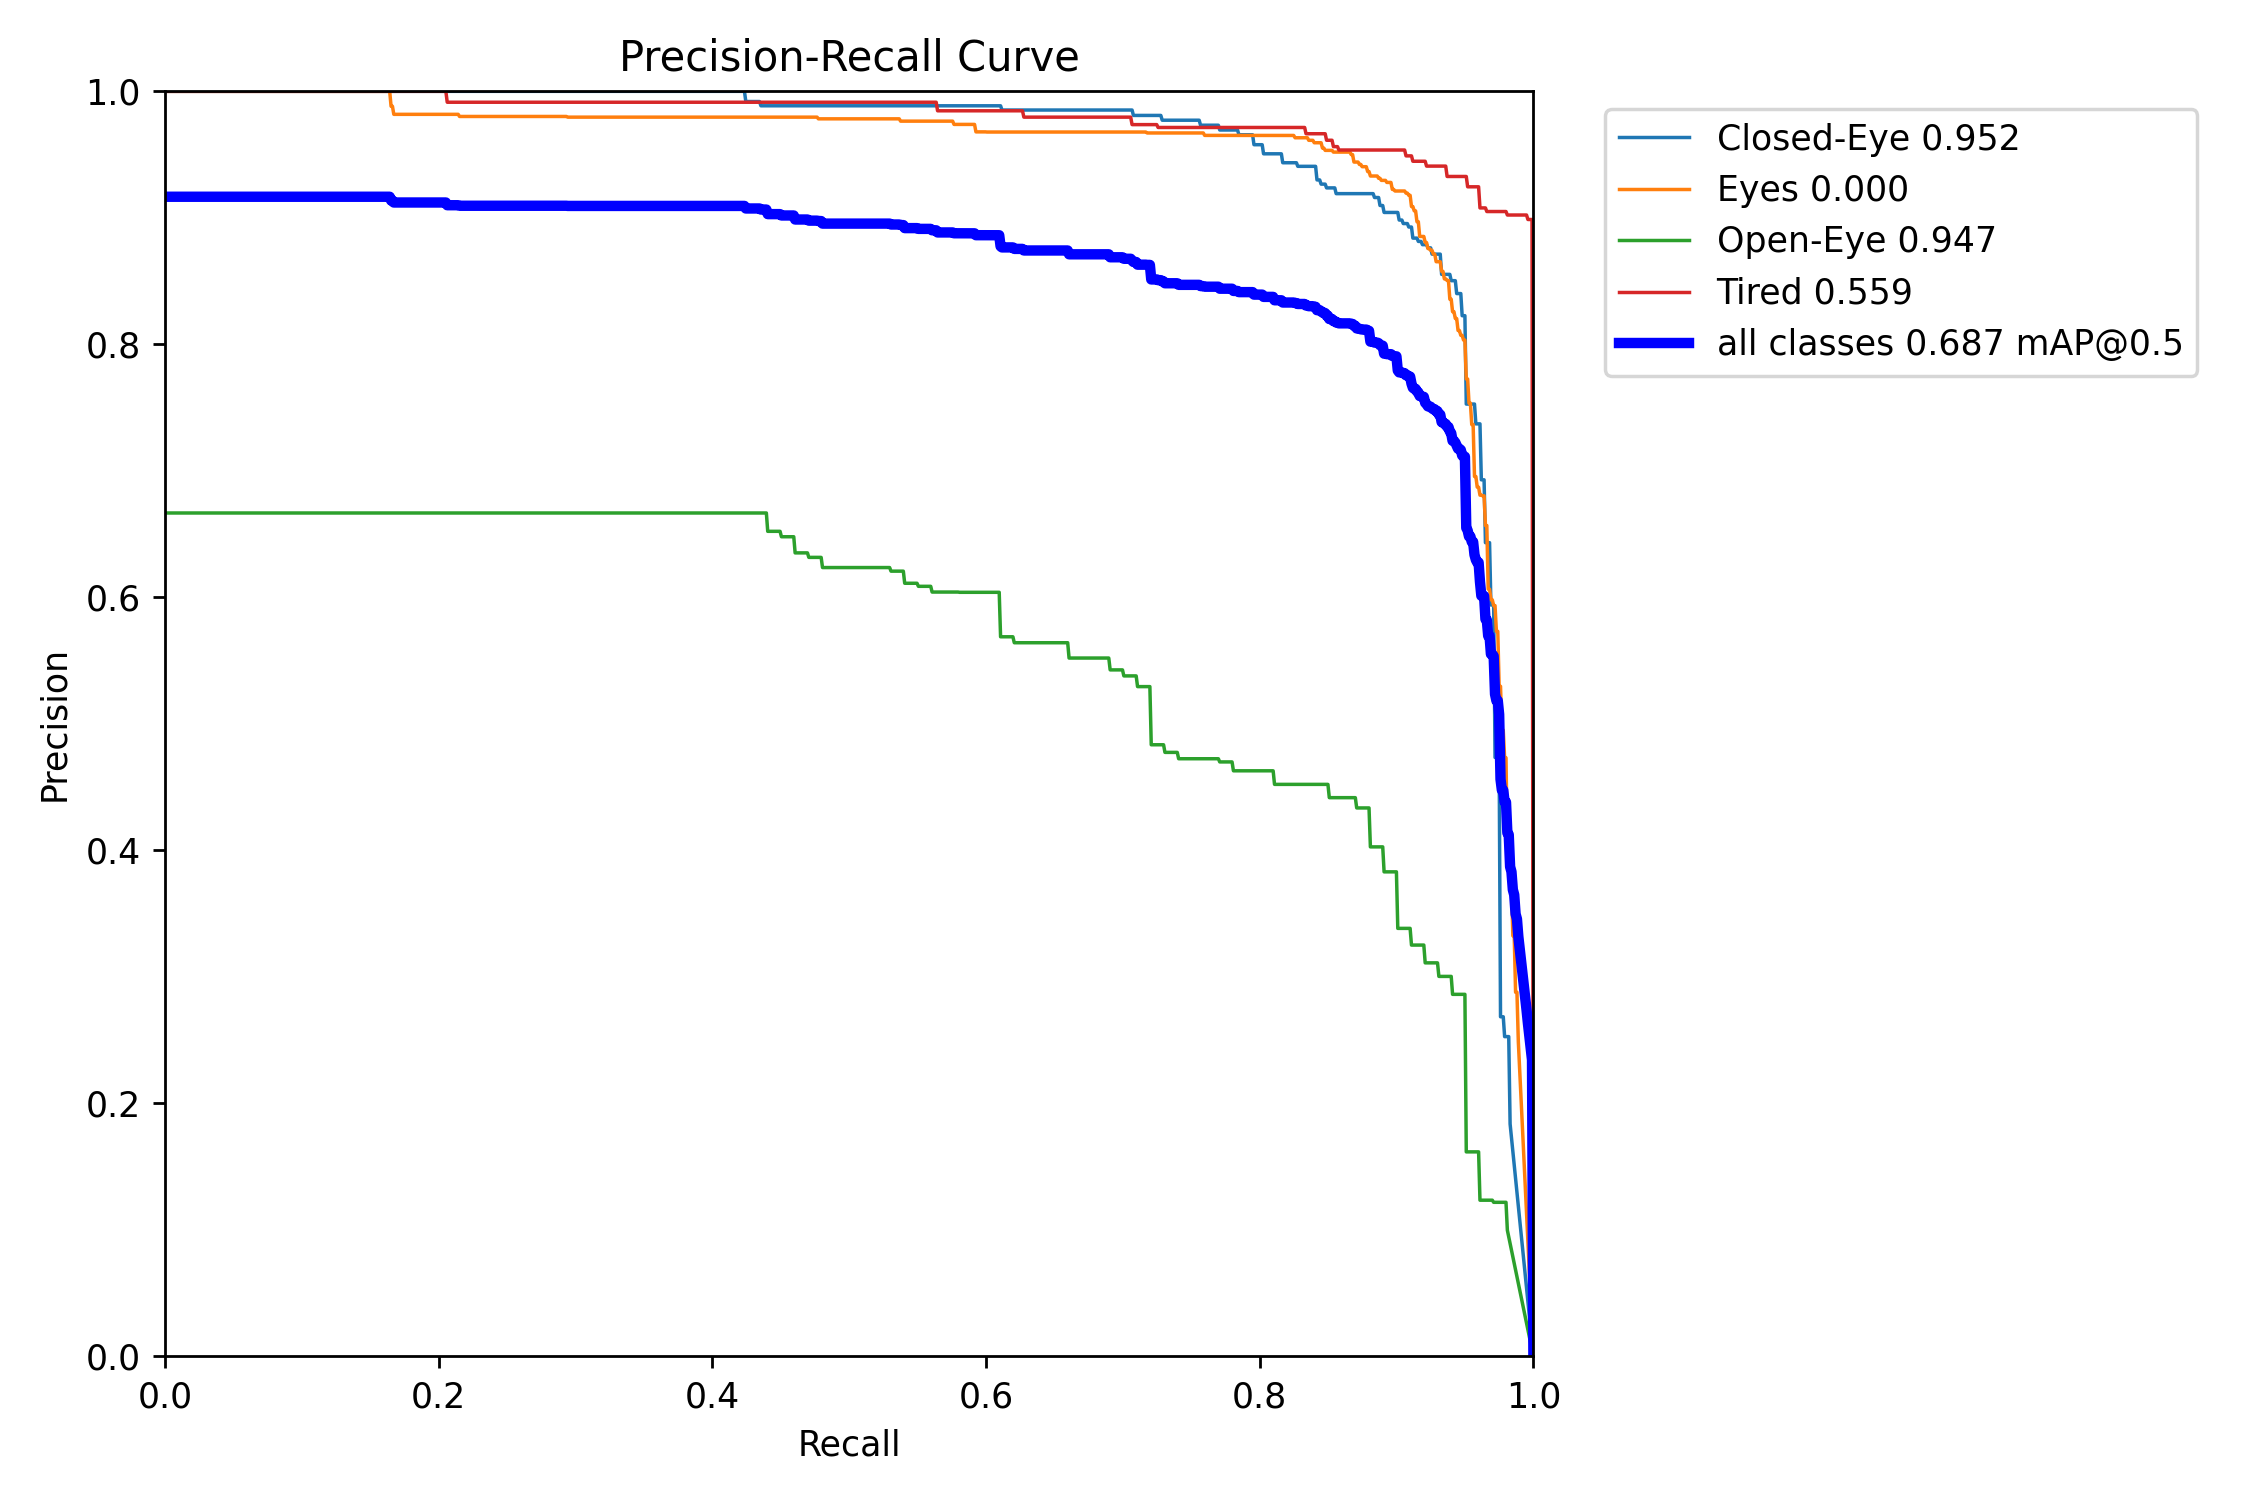 Precision-Recall Curve
1.0
0.8
0.6
0.4
0.2
0.0
Precision
0.0 0.2 0.4 0.6 0.8 1.0
Recall
Closed-Eye 0.952
Eyes 0.000
Open-Eye 0.947
Tired 0.559
all classes 0.687 mAP@0.5